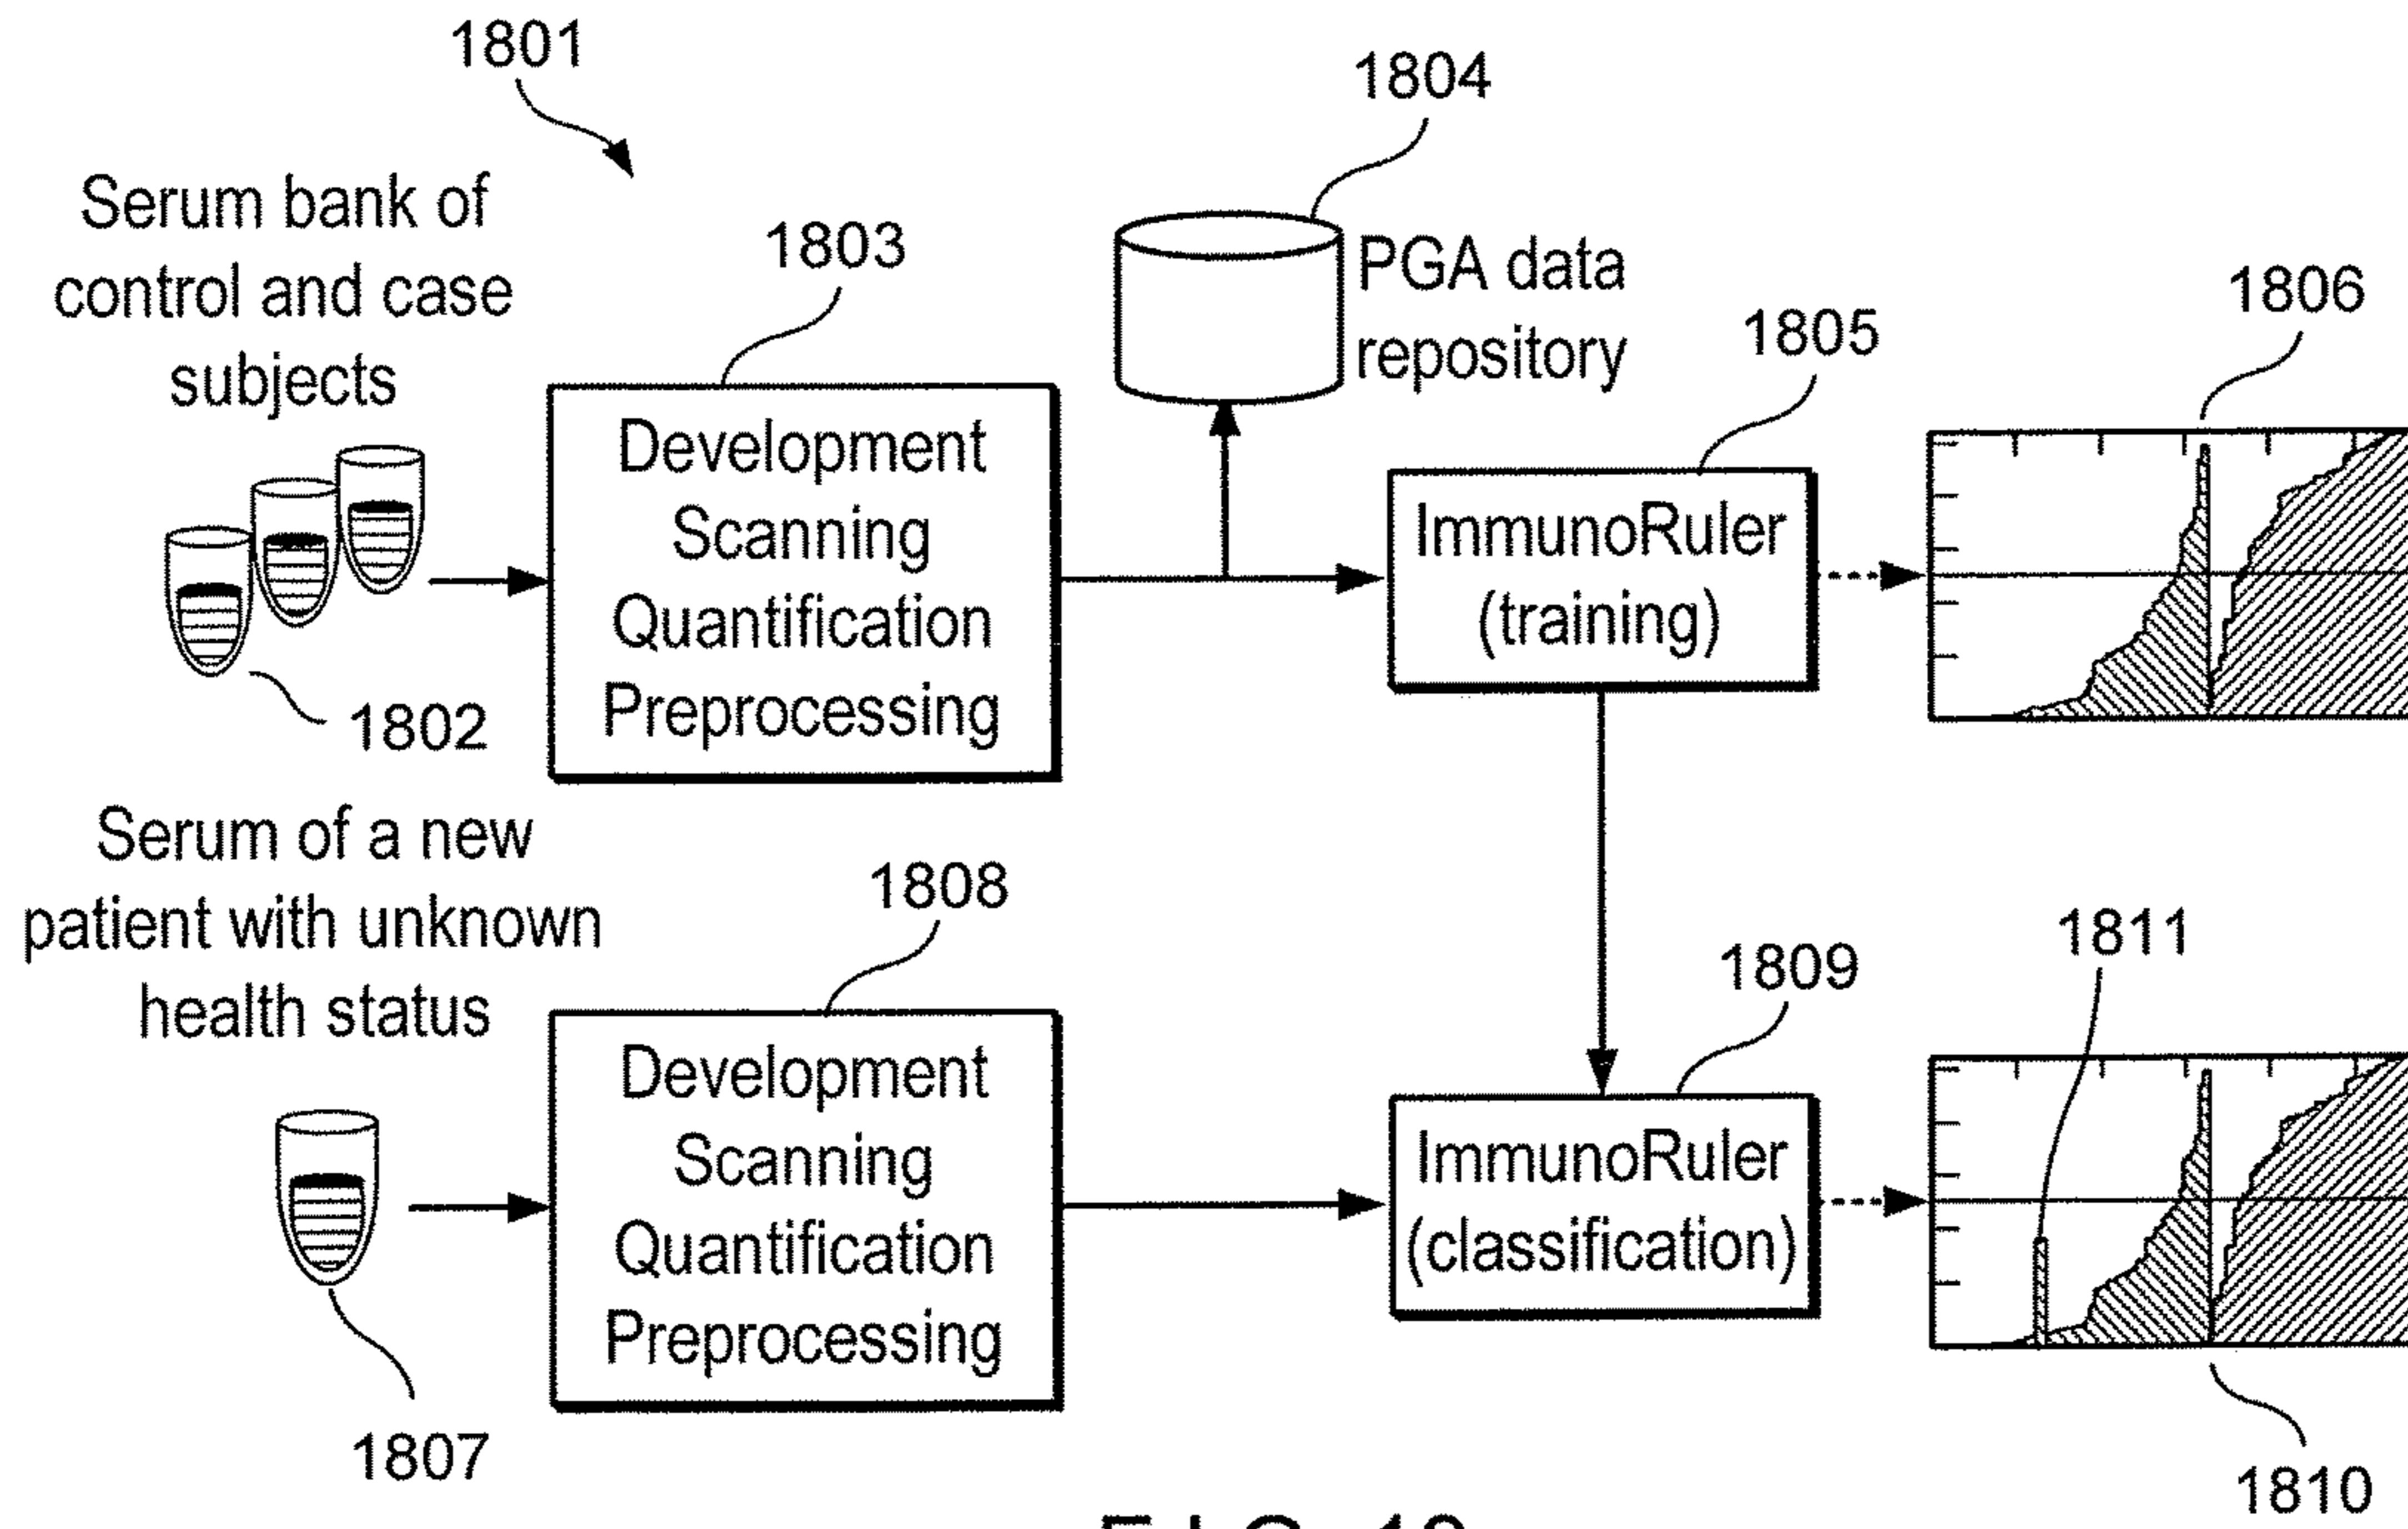 1801
1804
Serum bank of
control and case
subjects
1803
PGA data
repository
1805
1806
Development
Scanning
Quantification
Preprocessing
ImmunoRuler
(training)
1802
Serum of a new
patient with unknown
health status
1808
1809
1811
Development
Scanning
Quantification
Preprocessing
ImmunoRuler
(classification)
1807
1810